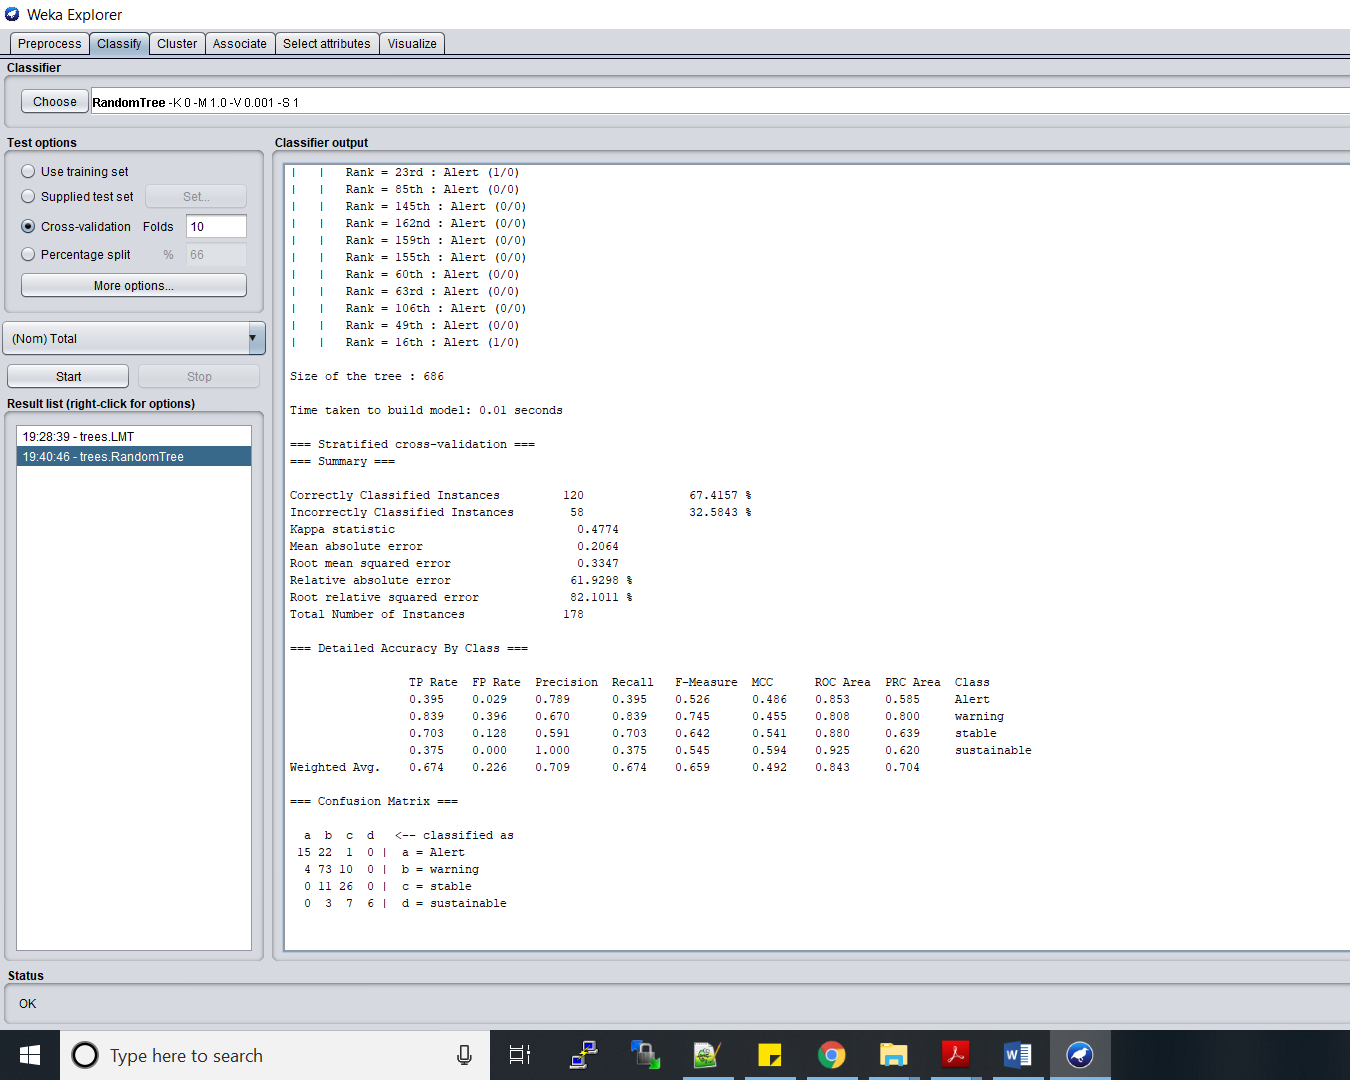 Weka Explorer
Preprocess Classify Cluster Associate Select attributes Visualize
Classifier
Choose RandomTree -K 0 -M 1.0 -V 0.001 -S 1
Test options
Use training set
Supplied test set Set...
Cross-validation Folds 10
Percentage split % 66
More options...
(Nom) Total
Start Stop
Result list (right-click for options)
19:28:39 - trees.LMT
19:40:46 - trees.RandomTree
Classifier output
| | Rank = 23rd : Alert (1/0)
| | Rank = 85th : Alert (0/0)
| | Rank = 145th : Alert (0/0)
| | Rank = 162nd : Alert (0/0)
| | Rank = 159th : Alert (0/0)
| | Rank = 155th : Alert (0/0)
| | Rank = 60th : Alert (0/0)
| | Rank = 63rd : Alert (0/0)
| | Rank = 106th : Alert (0/0)
| | Rank = 49th : Alert (0/0)
| | Rank = 16th : Alert (1/0)
Size of the tree : 686
Time taken to build model: 0.01 seconds
=== Stratified cross-validation ===
=== Summary ===
Correctly Classified Instances 120 67.4157 %
Incorrectly Classified Instances 58 32.5843 %
Kappa statistic 0.4774
Mean absolute error 0.2064
Root mean squared error 0.3347
Relative absolute error 61.9298 %
Root relative squared error 82.1011 %
Total Number of Instances 178
=== Detailed Accuracy By Class ===
TP Rate FP Rate Precision Recall F-Measure MCC ROC Area PRC Area Class
0.395 0.029 0.789 0.395 0.526 0.486 0.853 0.585 Alert
0.839 0.396 0.670 0.839 0.745 0.455 0.808 0.800 warning
0.703 0.128 0.591 0.703 0.642 0.541 0.880 0.639 stable
0.375 0.000 1.000 0.375 0.545 0.594 0.925 0.620 sustainable
Weighted Avg. 0.674 0.226 0.709 0.674 0.659 0.492 0.843 0.704
=== Confusion Matrix ===
a b c d <-- classified as
15 22 1 0 | a = Alert
4 73 10 0 | b = warning
0 11 26 0 | c = stable
0 3 7 6 | d = sustainable
Status
OK
Type here to search